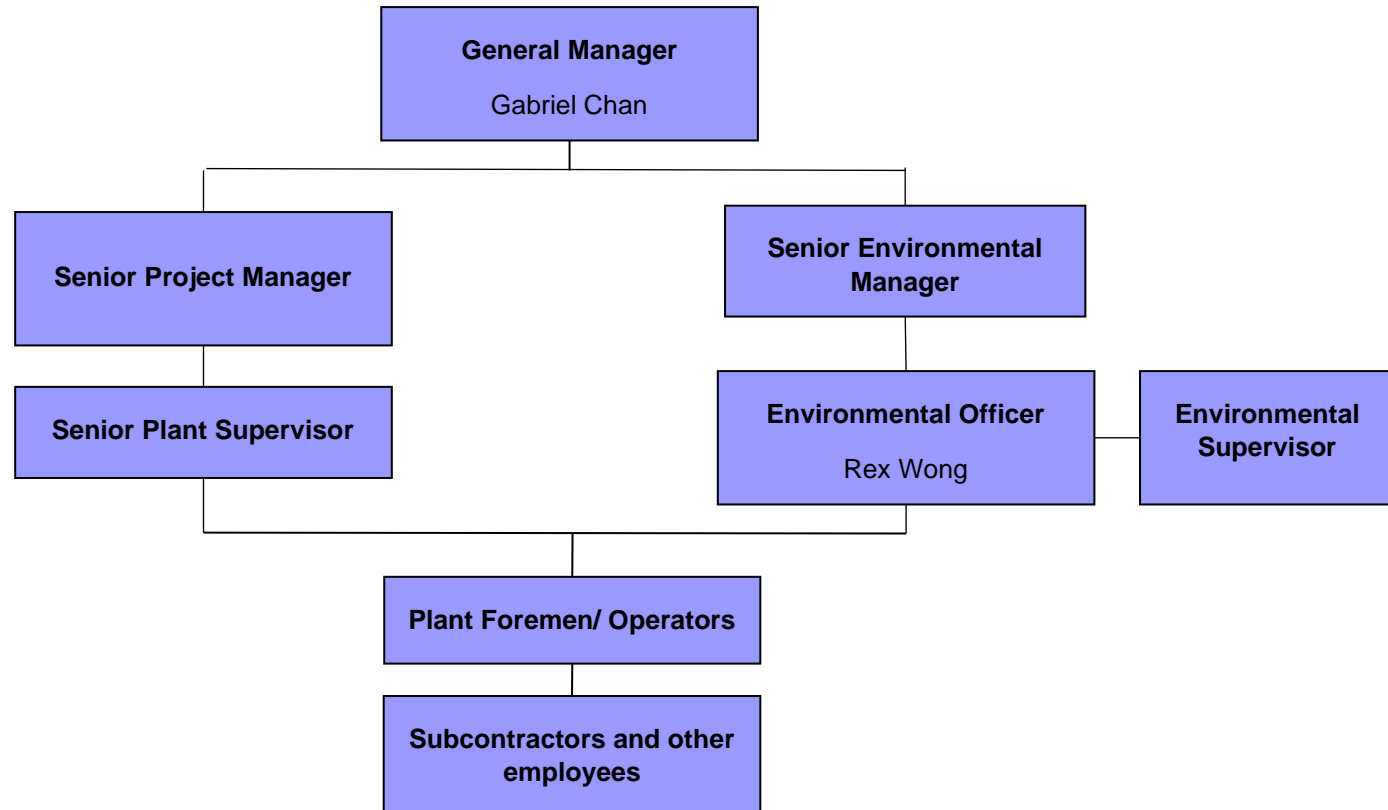 General Manager
Gabriel Chan
Senior Project Manager
Senior Environmental
Manager
Senior Plant Supervisor
Environmental Officer
Rex Wong
Environmental
Supervisor
Plant Foremen/ Operators
Subcontractors and other
employees